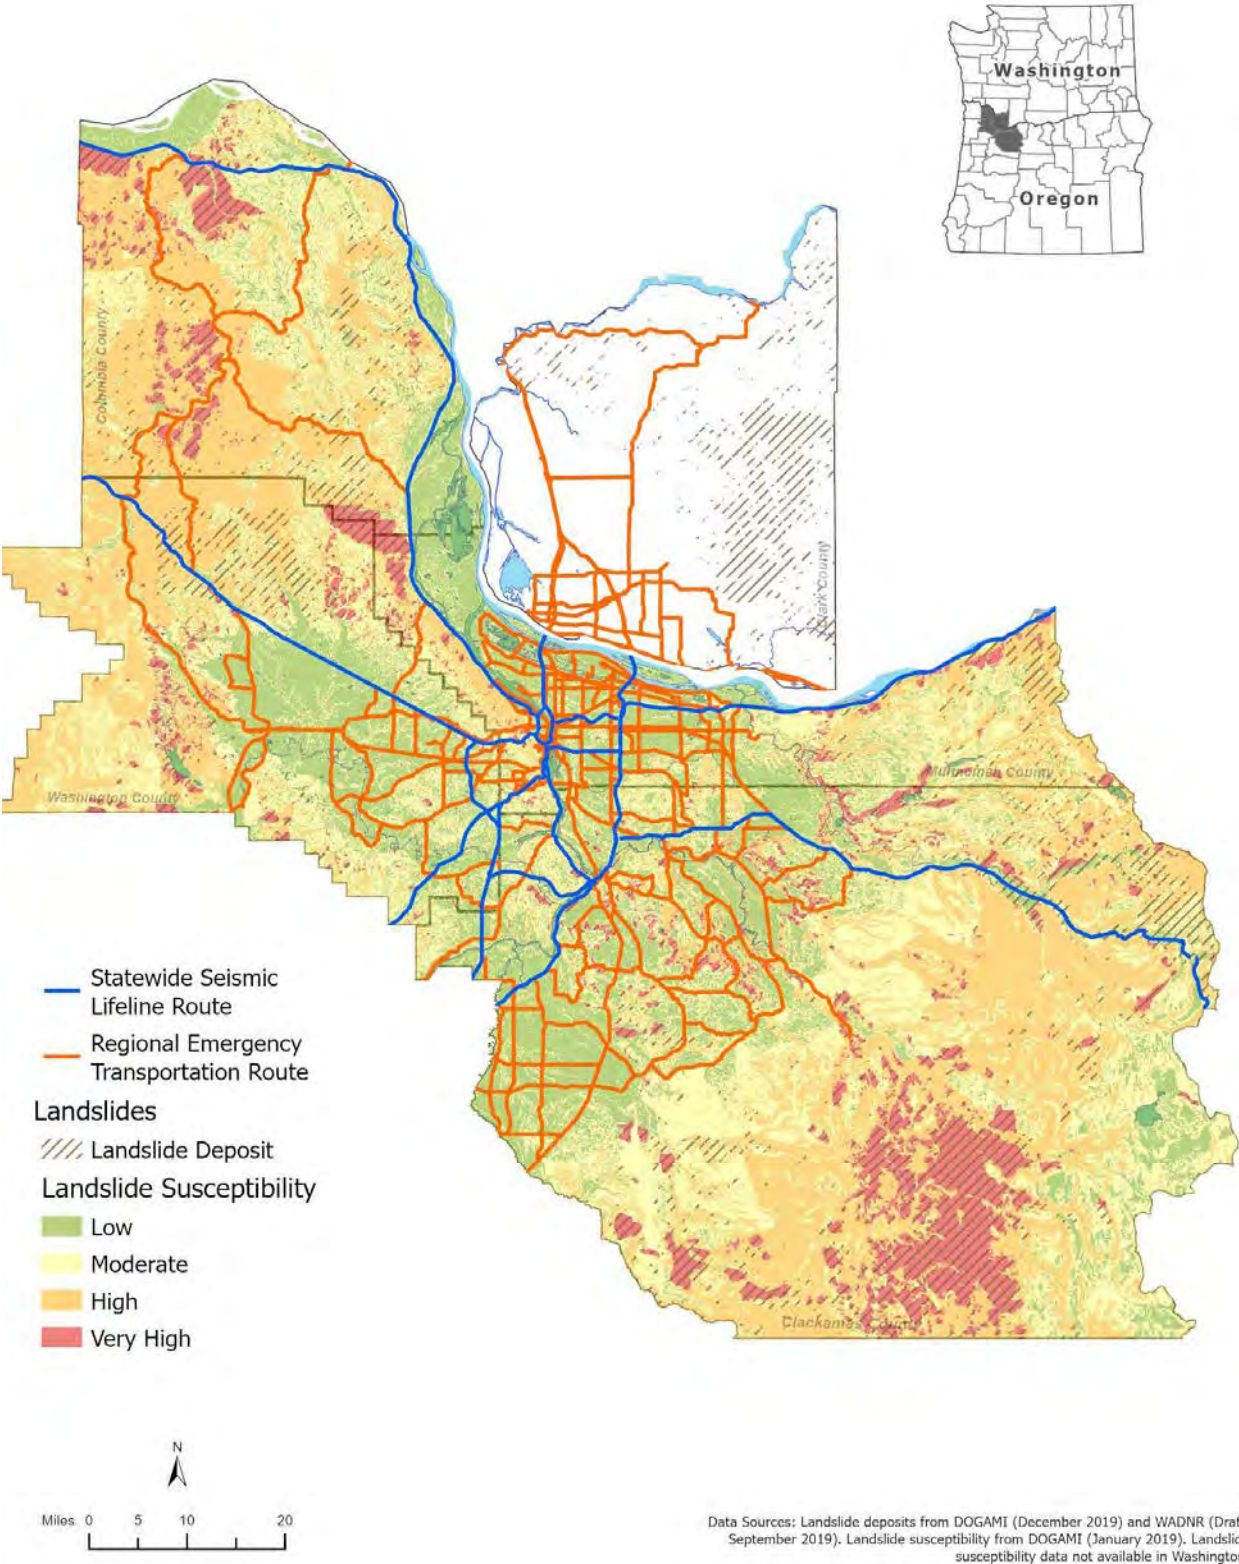 Washington
Oregon
Columbia County
Clark County
Multnomah County
Washington County
Statewide Seismic
Lifeline Route
Regional Emergency
Transportation Route
Landslides
Landslide Deposit
Landslide Susceptibility
Low
Moderate
High
Very High
Clackamas County
N
Miles 0 5 10 20
Data Sources: Landslide deposits from DOGAMI (December 2019) and WADNR (Draf
September 2019). Landslide susceptibility from DOGAMI (January 2019). Landslid
susceptibility data not available in Washingto